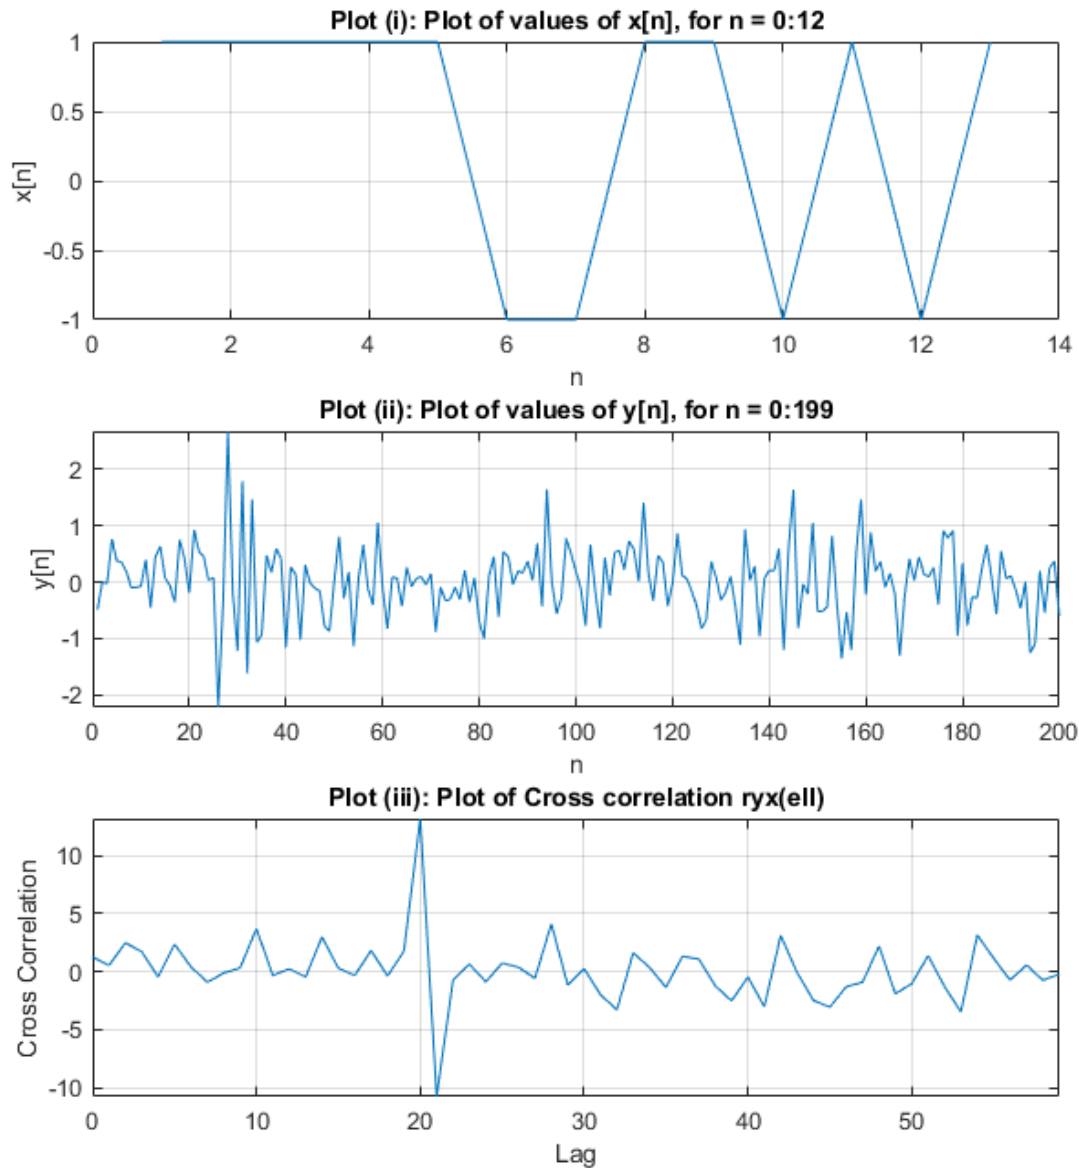 Plot (i): Plot of values of x[n], for n = 0:12
1
0.5
0
-0.5
-1
x[n]
0 2 4 6 8 10 12 14
n
Plot (ii): Plot of values of y[n], for n = 0:199
2
1
0
-1
-2
y[n]
0 20 40 60 80 100 120 140 160 180 200
n
Plot (iii): Plot of Cross correlation ryx(ell)
10
5
0
-5
-10
Cross Correlation
0 10 20 30 40 50
Lag